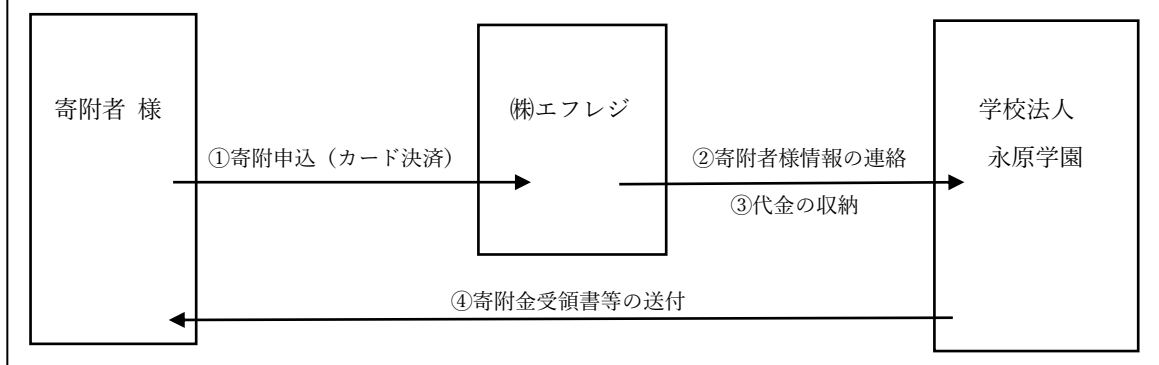 寄附者 様
㈱エフレジ
学校法人
永原学園
①寄附申込（カード決済）
②寄附者様情報の連絡
③代金の収納
④寄附金受領書等の送付